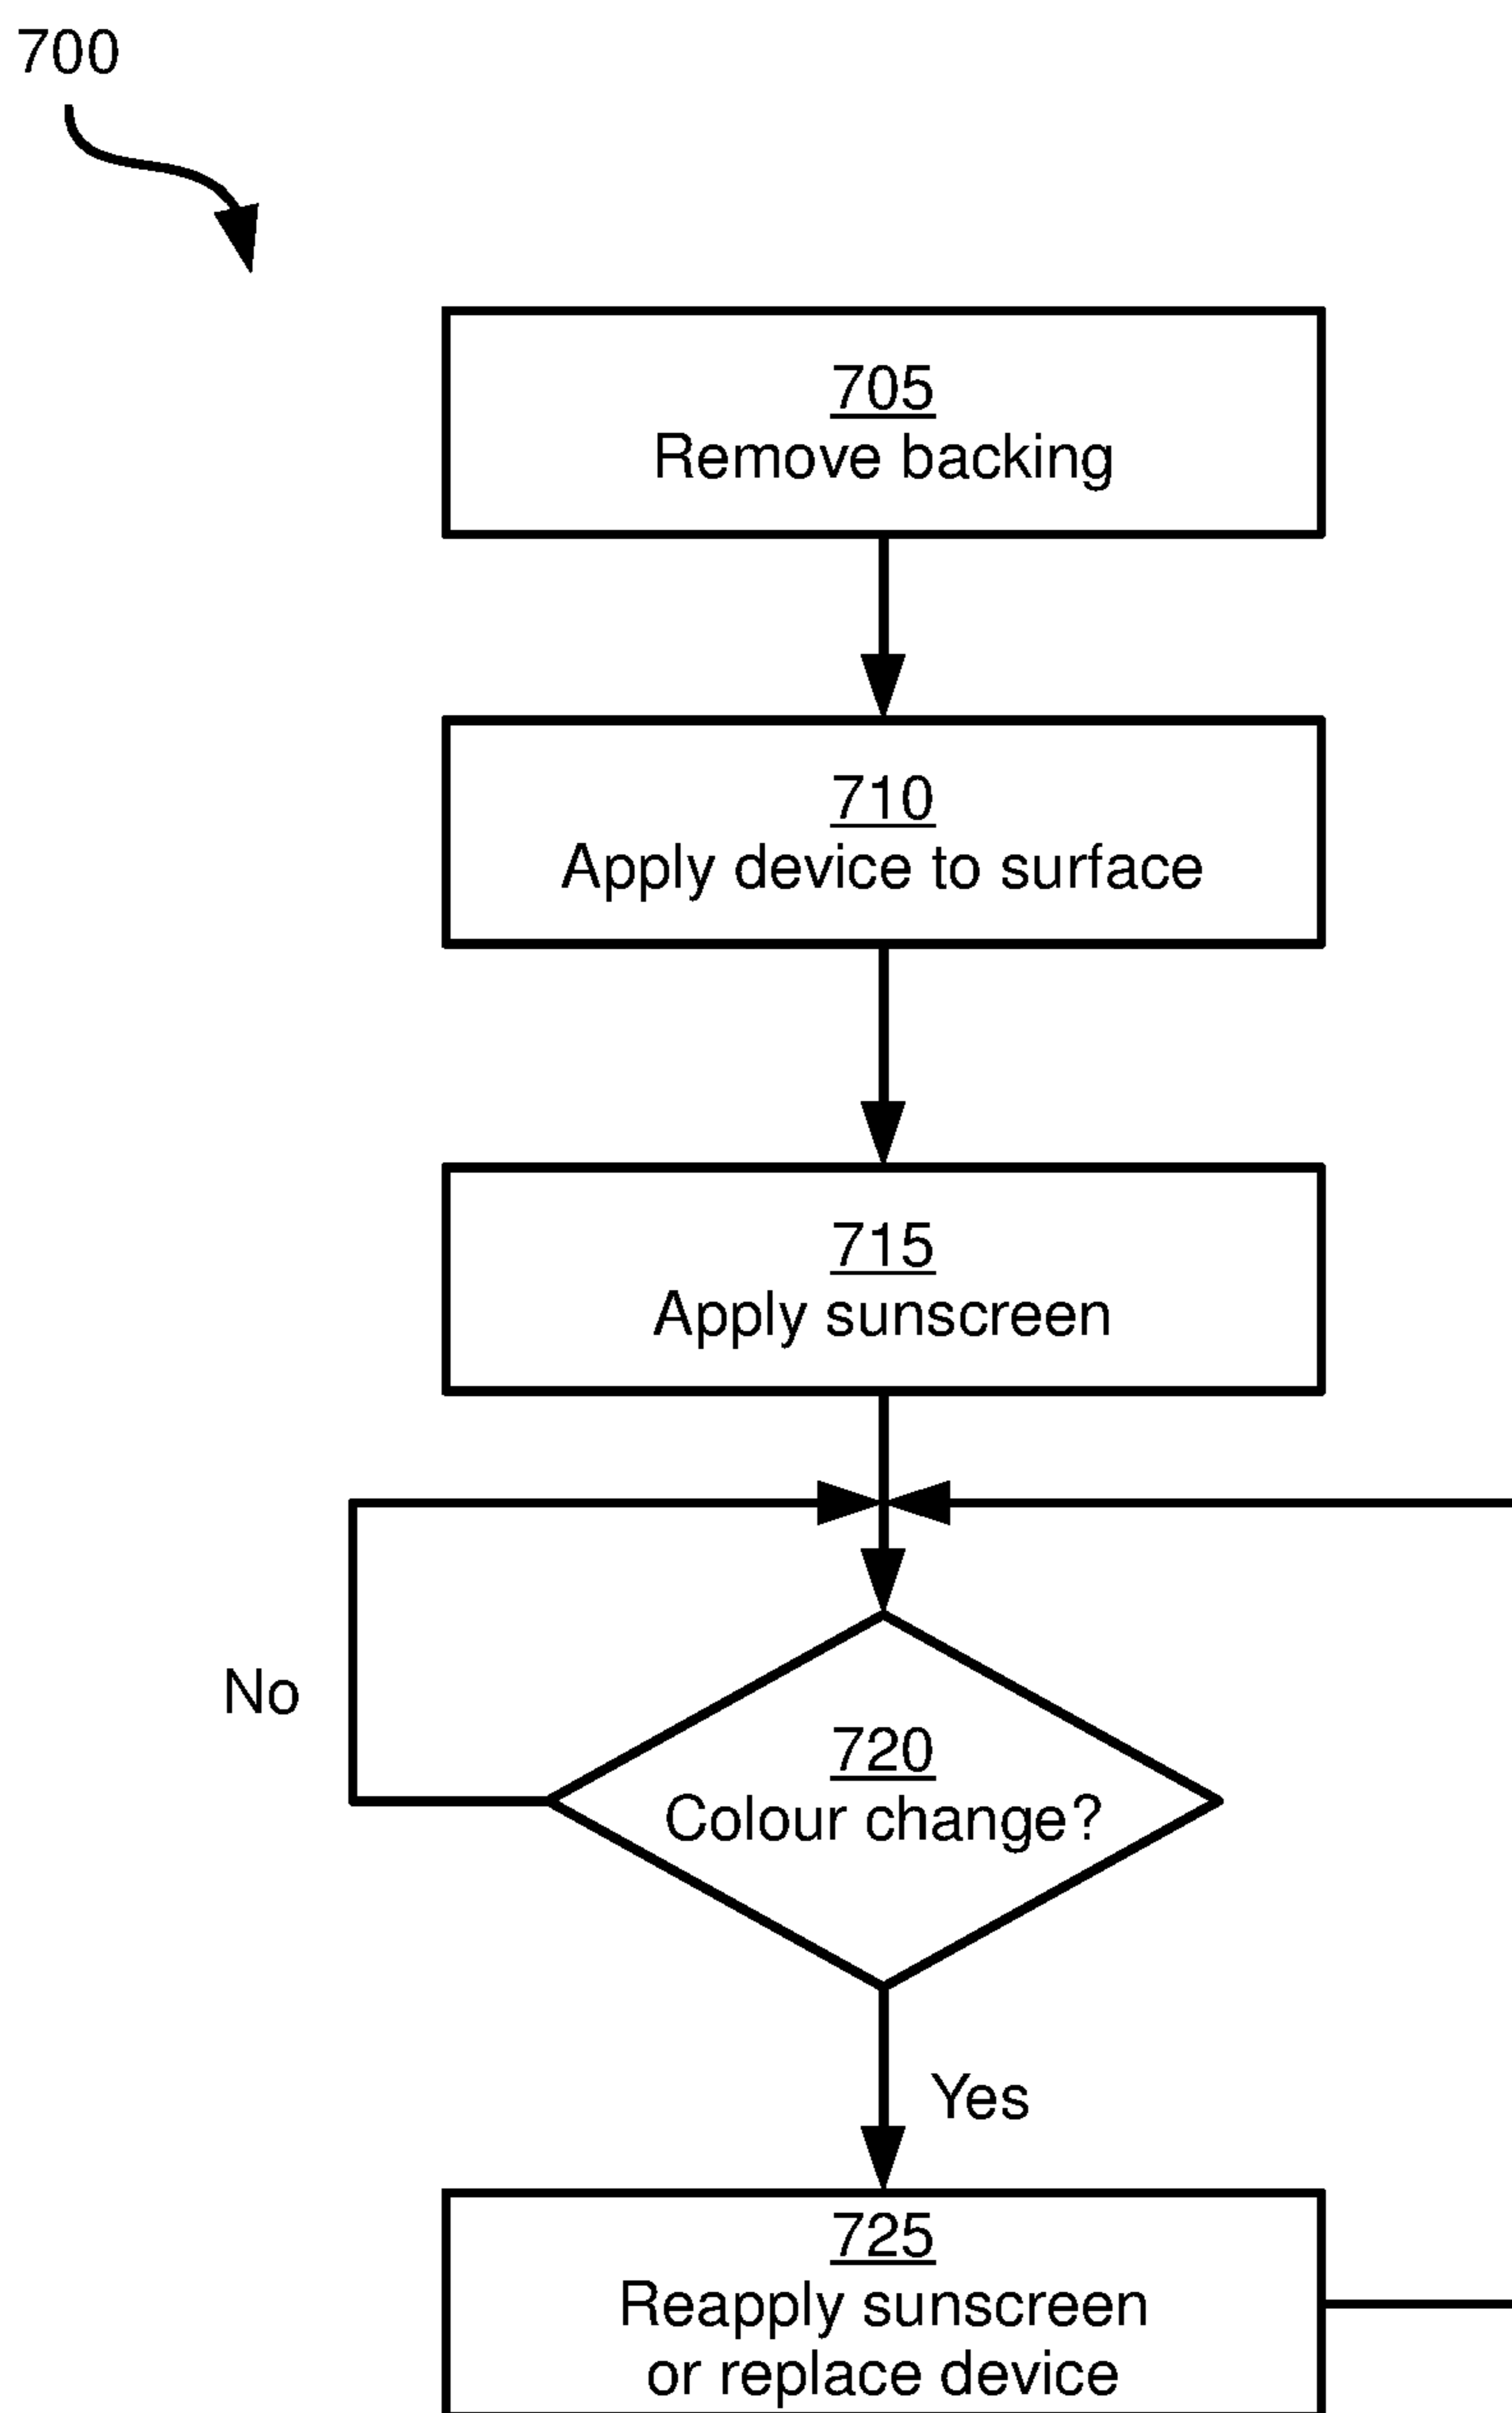 700
705
Remove backing
710
Apply device to surface
715
Apply sunscreen
No
720
Colour change?
Yes
725
Reapply sunscreen
or replace device